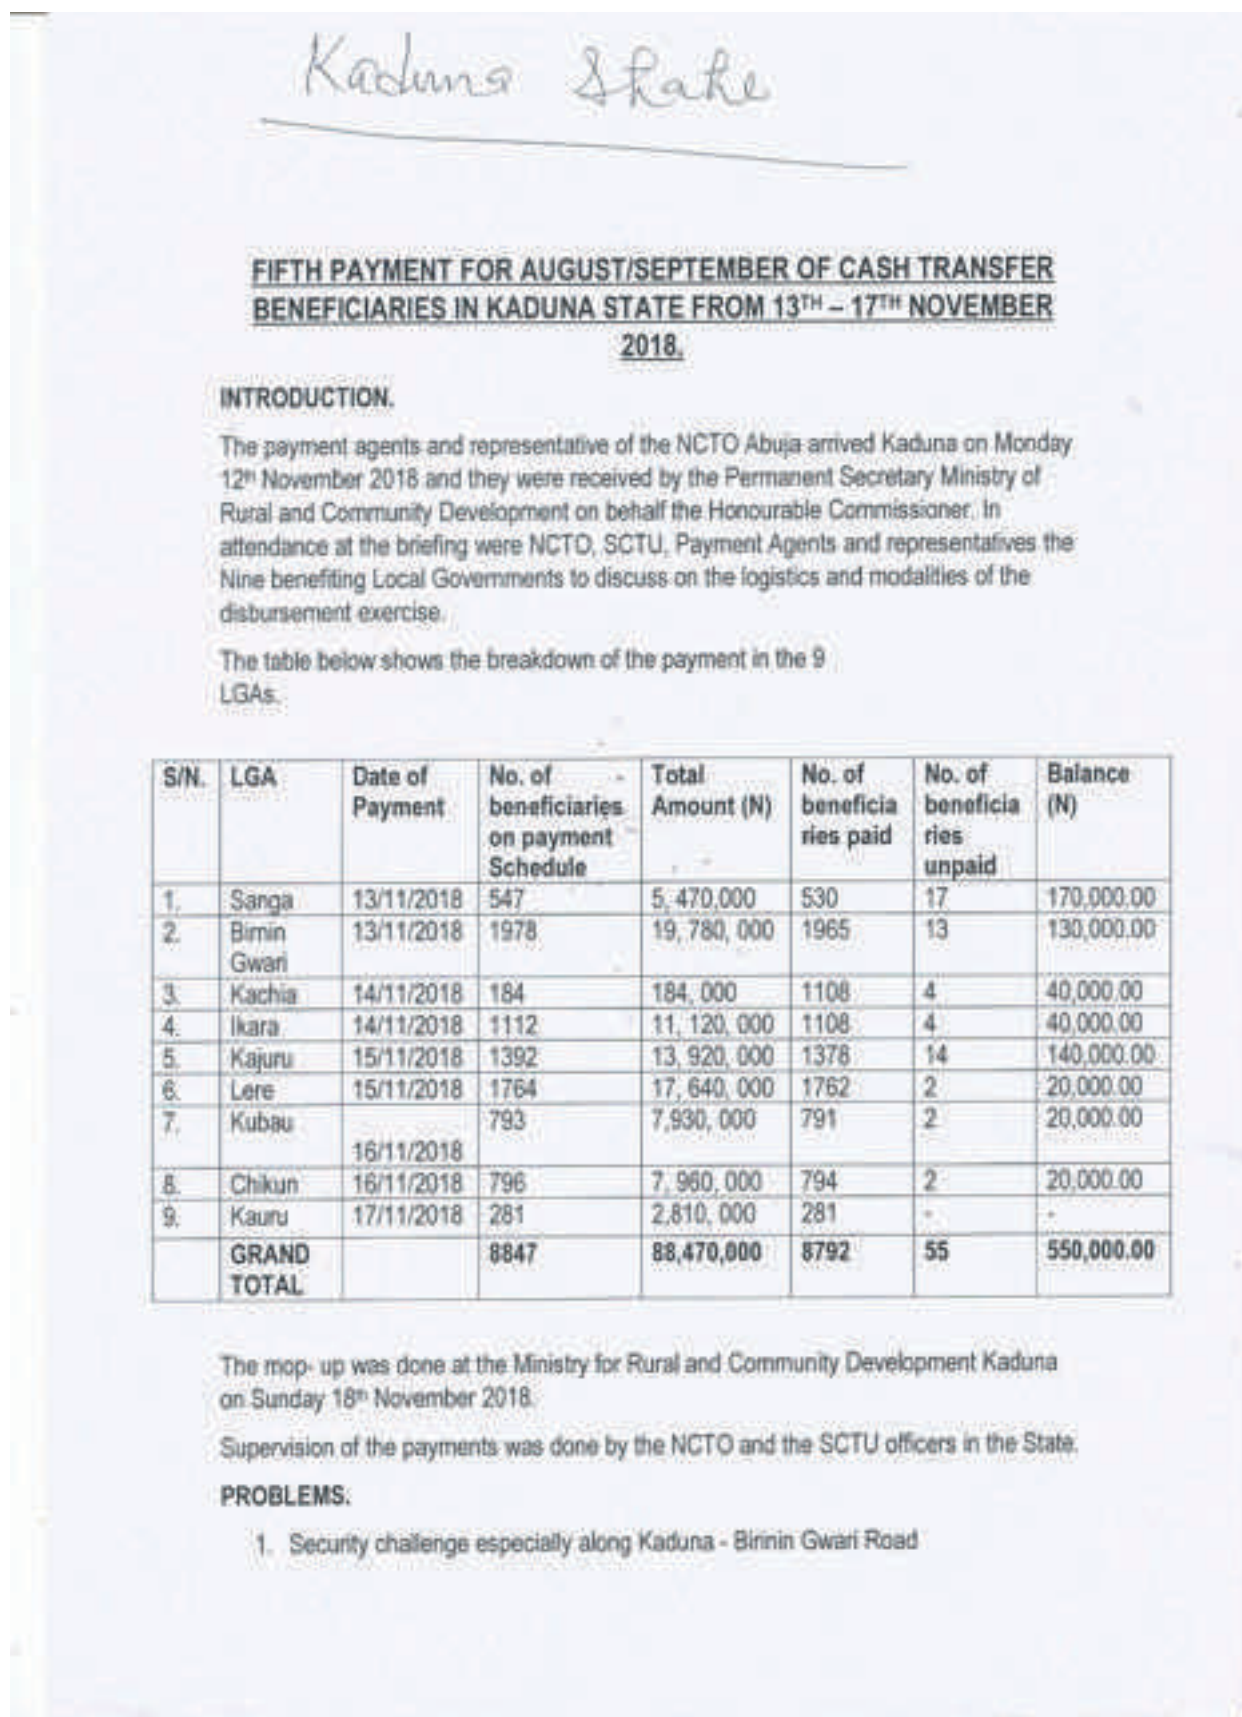 Kaduna State
FIFTH PAYMENT FOR AUGUST/SEPTEMBER OF CASH TRANSFER
BENEFICIARIES IN KADUNA STATE FROM 13TH – 17TH NOVEMBER
2018.
INTRODUCTION.
The payment agents and representative of the NCTO Abuja arrived Kaduna on Monday
12th November 2018 and they were received by the Permanent Secretary Ministry of
Rural and Community Development on behalf the Honourable Commissioner. In
attendance at the briefing were NCTO, SCTU, Payment Agents and representatives the
Nine benefiting Local Governments to discuss on the logistics and modalities of the
disbursement exercise.
The table below shows the breakdown of the payment in the 9
LGAs.
S/N. LGA Date of Payment No. of beneficiaries on payment Schedule Total Amount (N) No. of beneficia ries paid No. of beneficia ries unpaid Balance (N)
1. Sanga 13/11/2018 547 5, 470,000 530 17 170,000.00
2. Birnin Gwari 13/11/2018 1978 19, 780, 000 1965 13 130,000.00
3. Kachia 14/11/2018 184 184, 000 1108 4 40,000.00
4. Ikara 14/11/2018 1112 11, 120, 000 1108 4 40,000.00
5. Kajuru 15/11/2018 1392 13, 920, 000 1378 14 140,000.00
6. Lere 15/11/2018 1764 17, 640, 000 1762 2 20,000.00
7. Kubau 16/11/2018 793 7,930, 000 791 2 20,000.00
8. Chikun 16/11/2018 796 7, 960, 000 794 2 20,000.00
9. Kauru 17/11/2018 281 2,810, 000 281 - -
GRAND TOTAL 8847 88,470,000 8792 55 550,000.00
The mop- up was done at the Ministry for Rural and Community Development Kaduna
on Sunday 18th November 2018.
Supervision of the payments was done by the NCTO and the SCTU officers in the State.
PROBLEMS.
1. Security challenge especially along Kaduna - Birinin Gwari Road